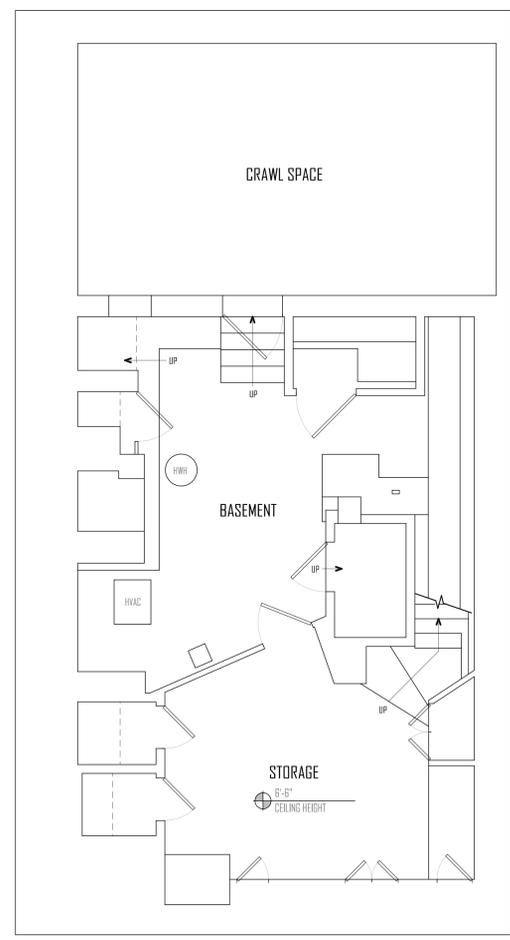 CRAWL SPACE
UP
UP
HWH
BASEMENT
UP
HVAC
UP
STORAGE
6'-6"
CEILING HEIGHT